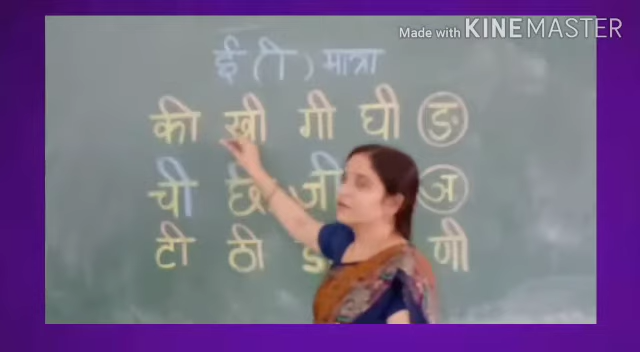 Made with KINEMASTER
ई ( ी ) मात्रा
की खी गी घी ङ
ची जी ञ
टी ठी णी